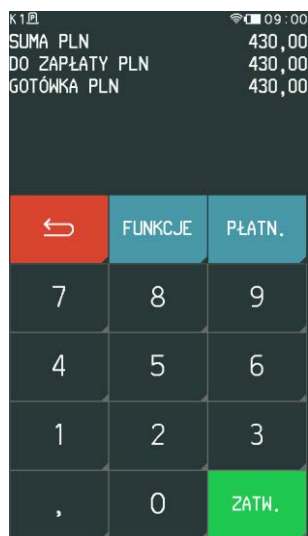 K1 P 09:00
SUMA PLN 430,00
DO ZAPŁATY PLN 430,00
GOTÓWKA PLN 430,00
FUNKCJE PŁATN.
7 8 9
4 5 6
1 2 3
, 0 ZATW.